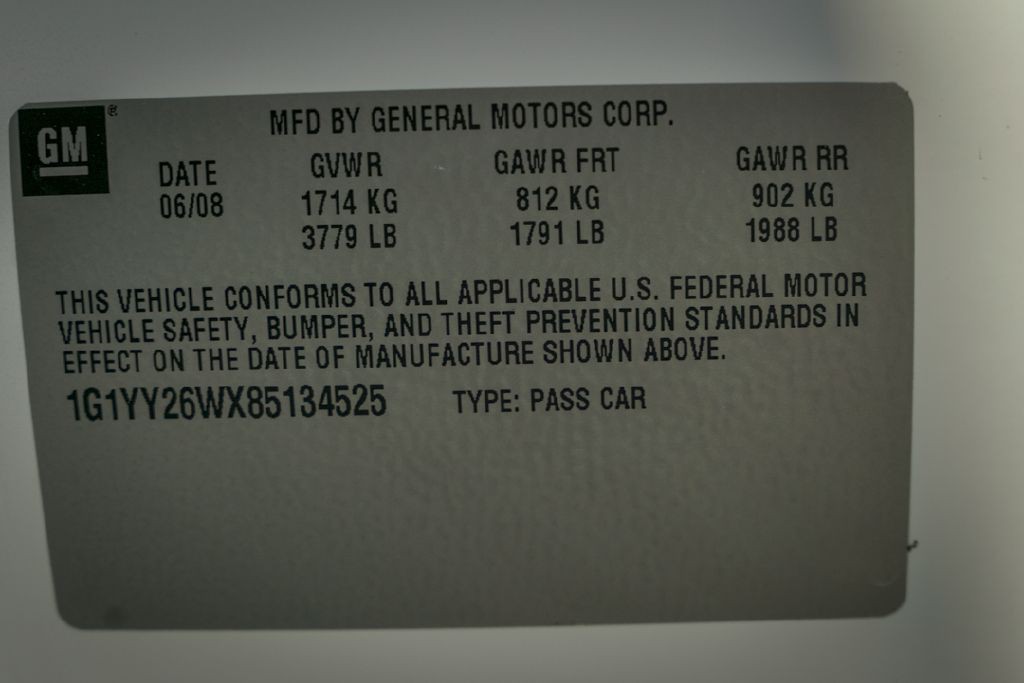 GM ®
MFD BY GENERAL MOTORS CORP.
DATE GVWR GAWR FRT GAWR RR
06/08 1714 KG 812 KG 902 KG
3779 LB 1791 LB 1988 LB
THIS VEHICLE CONFORMS TO ALL APPLICABLE U.S. FEDERAL MOTOR
VEHICLE SAFETY, BUMPER, AND THEFT PREVENTION STANDARDS IN
EFFECT ON THE DATE OF MANUFACTURE SHOWN ABOVE.
1G1YY26WX85134525 TYPE: PASS CAR